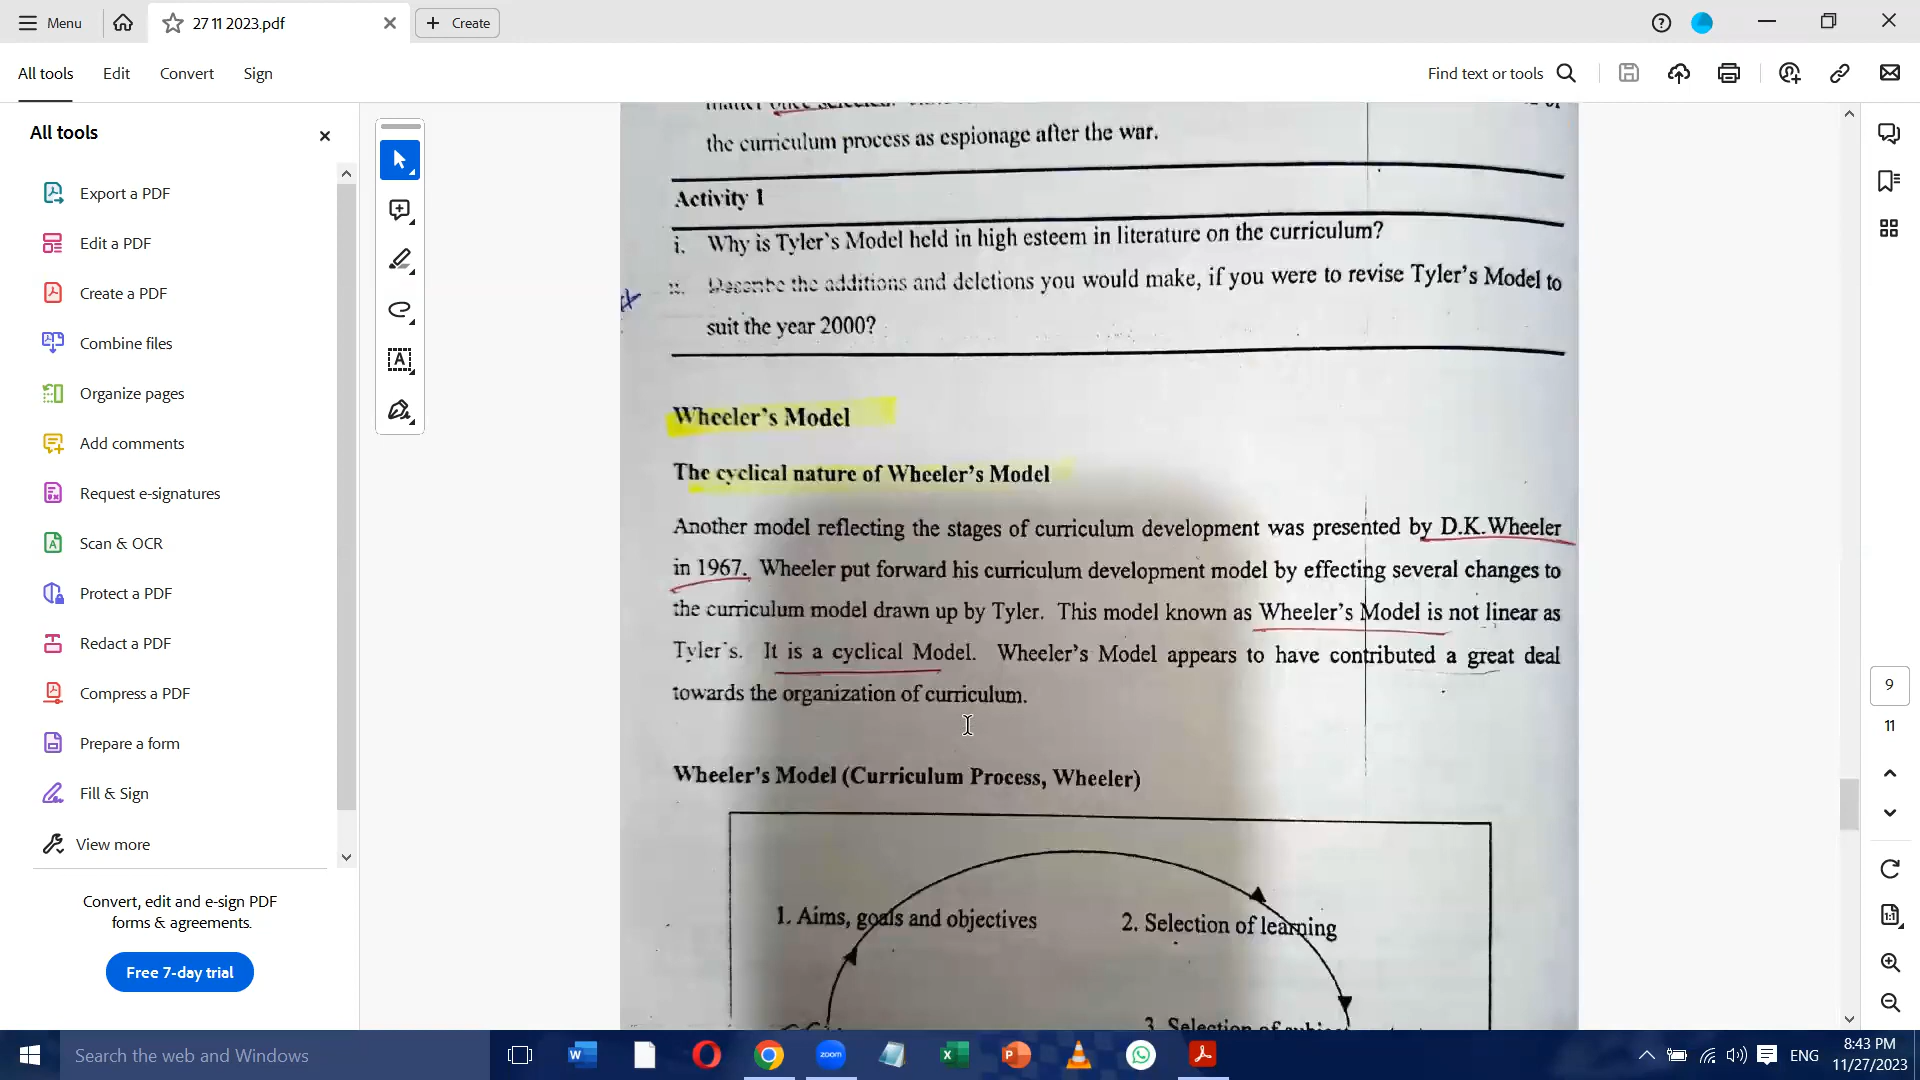 Menu
27 11 2023.pdf
Create
All tools
Edit
Convert
Sign
Find text or tools
All tools
Export a PDF
Edit a PDF
Create a PDF
Combine files
Organize pages
Add comments
Request e-signatures
Scan & OCR
Protect a PDF
Redact a PDF
Compress a PDF
Prepare a form
Fill & Sign
View more
Convert, edit and e-sign PDF
forms & agreements.
Free 7-day trial
once selected.
the curriculum process as espionage after the war.
Activity 1
i. Why is Tyler's Model held in high esteem in literature on the curriculum?
Describe the additions and deletions you would make, if you were to revise Tyler's Model to
suit the year 2000?
Wheeler's Model
The cyclical nature of Wheeler's Model
Another model reflecting the stages of curriculum development was presented by D.K.Wheeler
in 1967. Wheeler put forward his curriculum development model by effecting several changes to
the curriculum model drawn up by Tyler. This model known as Wheeler's Model is not linear as
Tyler's. It is a cyclical Model. Wheeler's Model appears to have contributed a great deal
towards the organization of curriculum.
Wheeler's Model (Curriculum Process, Wheeler)
1. Aims, goals and objectives
2. Selection of learning
3. Selection of
9
11
Search the web and Windows
zoom
ENG
8:43 PM
11/27/2023